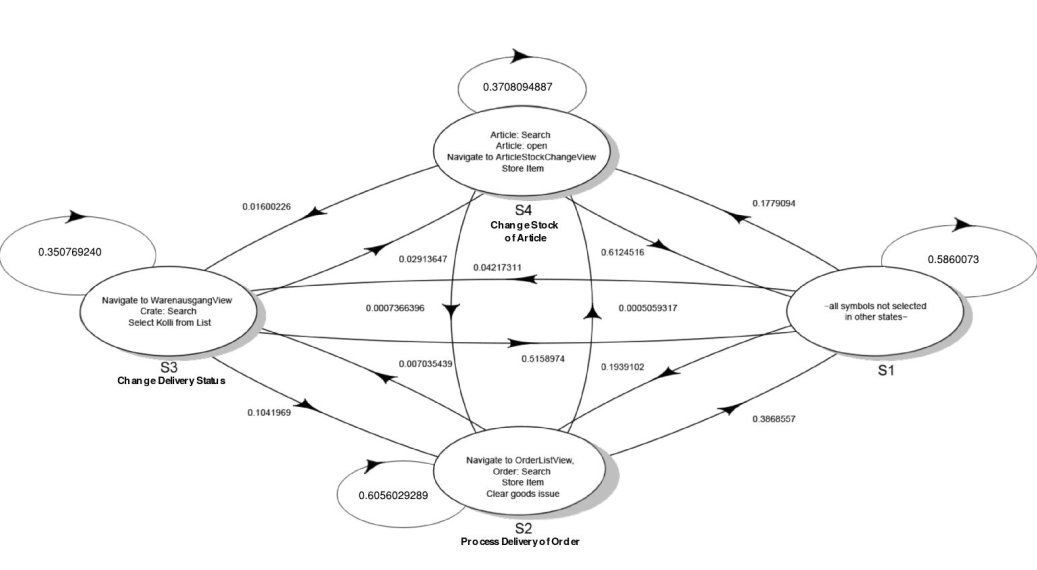 0.3708094887
Article: Search
Article: open
Navigate to ArticleStockChangeView
Store Item
S4
Change Stock
of Article
0.01600226
0.1779094
0.350769240
0.02913647
0.6124516
0.5860073
0.04217311
Navigate to WarenausgangView
Crate: Search
Select Kolli from List
S3
Change Delivery Status
0.0007366396
0.0005059317
~all symbols not selected
in other states~
S1
0.5158974
0.007035439
0.1939102
0.1041969
0.3868557
Navigate to OrderListView,
Order: Search
Store Item
Clear goods issue
0.6056029289
S2
Process Delivery of Order